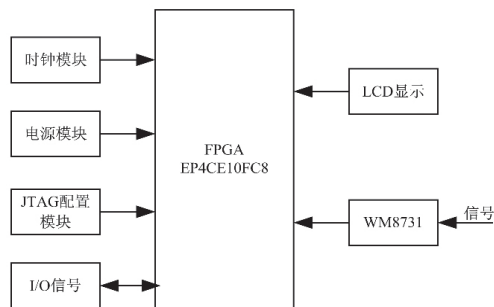 时钟模块
电源模块
JTAG配置
模块
I/O信号
FPGA
EP4CE10FC8
LCD显示
WM8731
信号